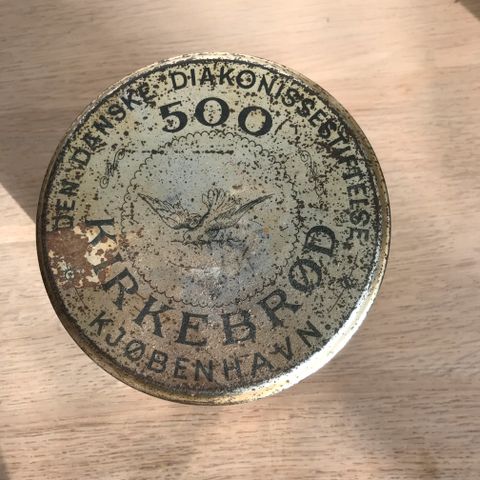 DEN DANSKE DIAKONISSESTIFTELSE
500
KIRKEBRØD
KJØBENHAVN.